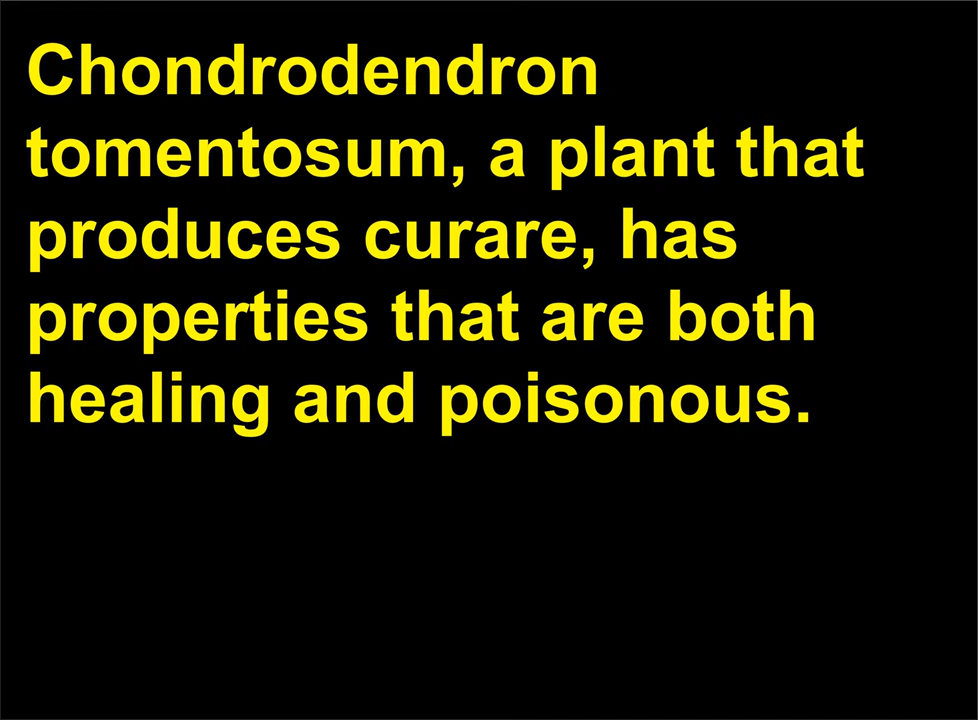 Chondrodendron
tomentosum, a plant that
produces curare, has
properties that are both
healing and poisonous.